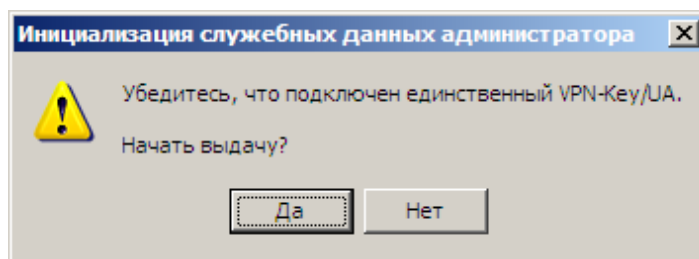 Инициализация служебных данных администратора
Убедитесь, что подключен единственный VPN-Key/UA.
Начать выдачу?
Да
Нет